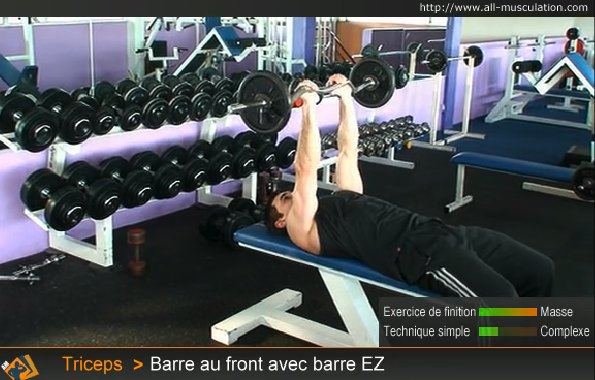 http://www.all-musculation.com
Exercice de finition Masse
Technique simple Complexe
Triceps > Barre au front avec barre EZ